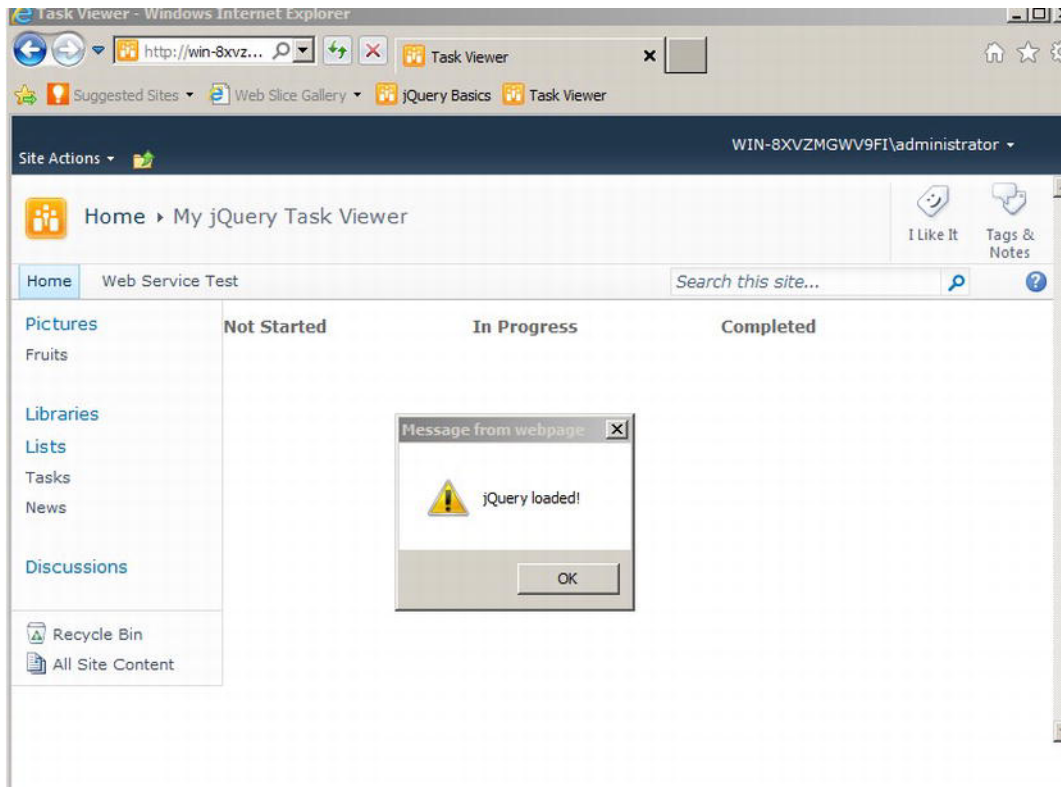 Task Viewer - Windows Internet Explorer
http://win-8xvz... Task Viewer
Suggested Sites Web Slice Gallery jQuery Basics Task Viewer
WIN-8XVZMGWV9FI\administrator
Site Actions
Home My jQuery Task Viewer
I Like It
Tags & Notes
Home Web Service Test Search this site...
Pictures
Fruits
Libraries
Lists
Tasks
News
Discussions
Recycle Bin
All Site Content
Not Started In Progress Completed
Message from webpage
jQuery loaded!
OK